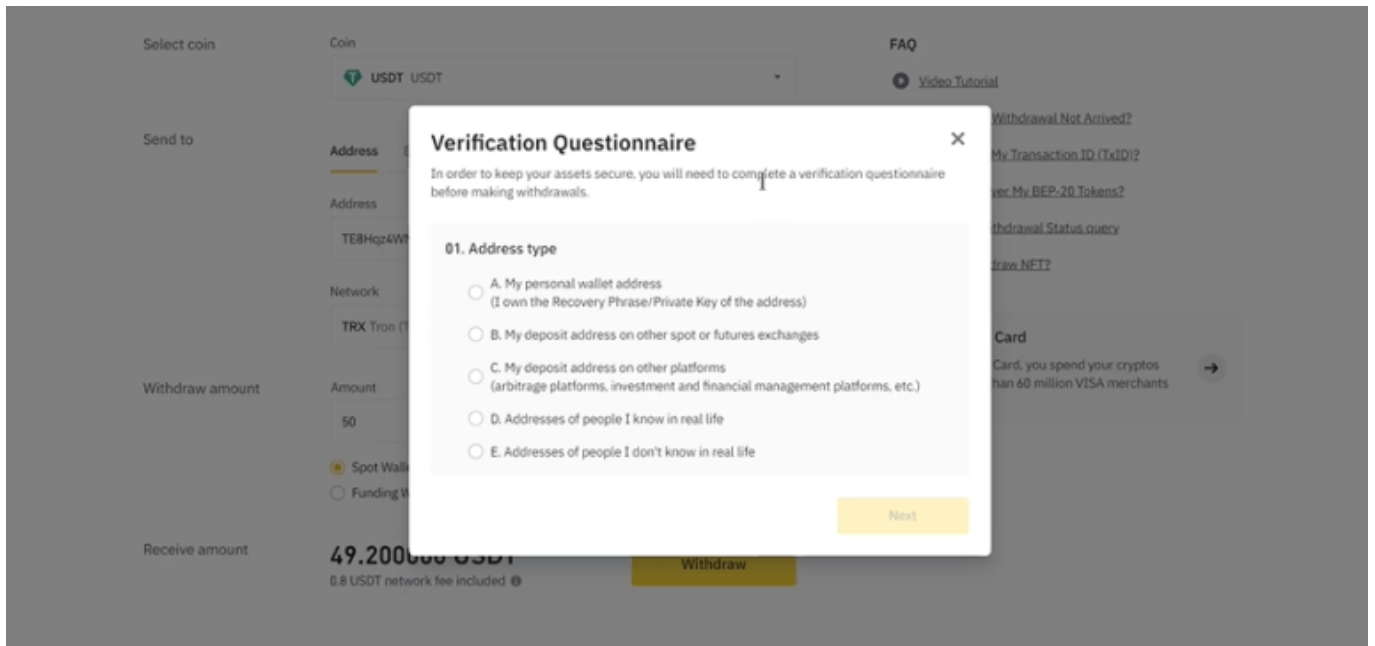 Select coin
Coin
USDT USDT
FAQ
Video Tutorial
Withdrawal Not Arrived?
My Transaction ID (TxID)?
My BEP-20 Tokens?
Status query
NFT?
Send to
Address
Address
TE8Hqz4W
Network
TRX Tron (T
Verification Questionnaire
In order to keep your assets secure, you will need to complete a verification questionnaire
before making withdrawals.
01. Address type
A. My personal wallet address
(I own the Recovery Phrase/Private Key of the address)
B. My deposit address on other spot or futures exchanges
C. My deposit address on other platforms
(arbitrage platforms, investment and financial management platforms, etc.)
D. Addresses of people I know in real life
E. Addresses of people I don't know in real life
Next
Card
Card, you spend your cryptos
60 million VISA merchants
Withdraw amount
Amount
50
Spot
Funding
Receive amount
49.200000 USDT
0.8 USDT network fee included
Withdraw